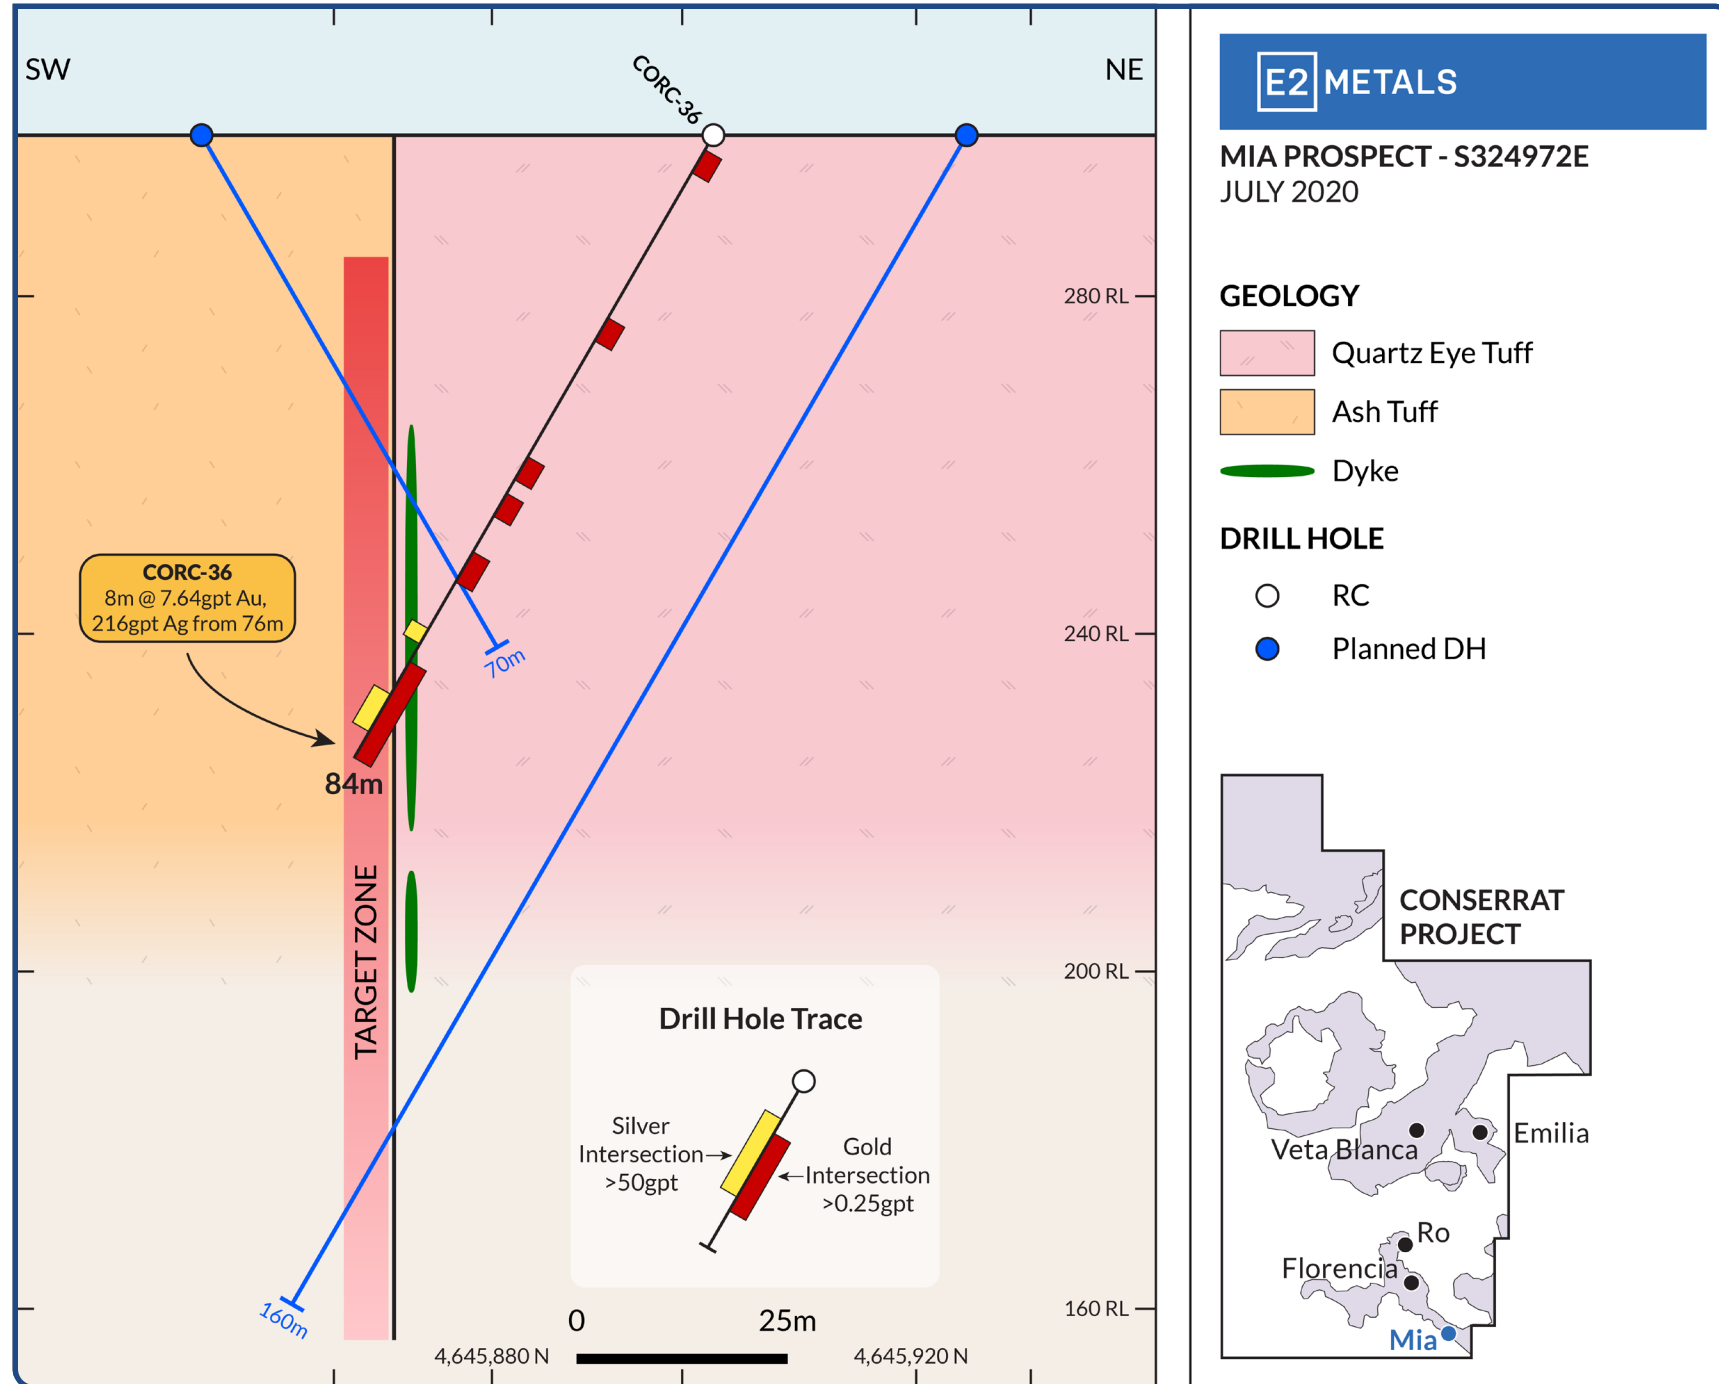 SW
NE
CORC-36
280 RL
240 RL
200 RL
160 RL
CORC-36
8m @ 7.64gpt Au,
216gpt Ag from 76m
84m
70m
160m
TARGET ZONE
Drill Hole Trace
Silver
Intersection
>50gpt
Gold
Intersection
>0.25gpt
0 25m
4,645,880 N 4,645,920 N
E2 METALS
MIA PROSPECT - S324972E
JULY 2020
GEOLOGY
Quartz Eye Tuff
Ash Tuff
Dyke
DRILL HOLE
RC
Planned DH
CONSERRAT
PROJECT
Veta Blanca
Emilia
Ro
Florencia
Mia